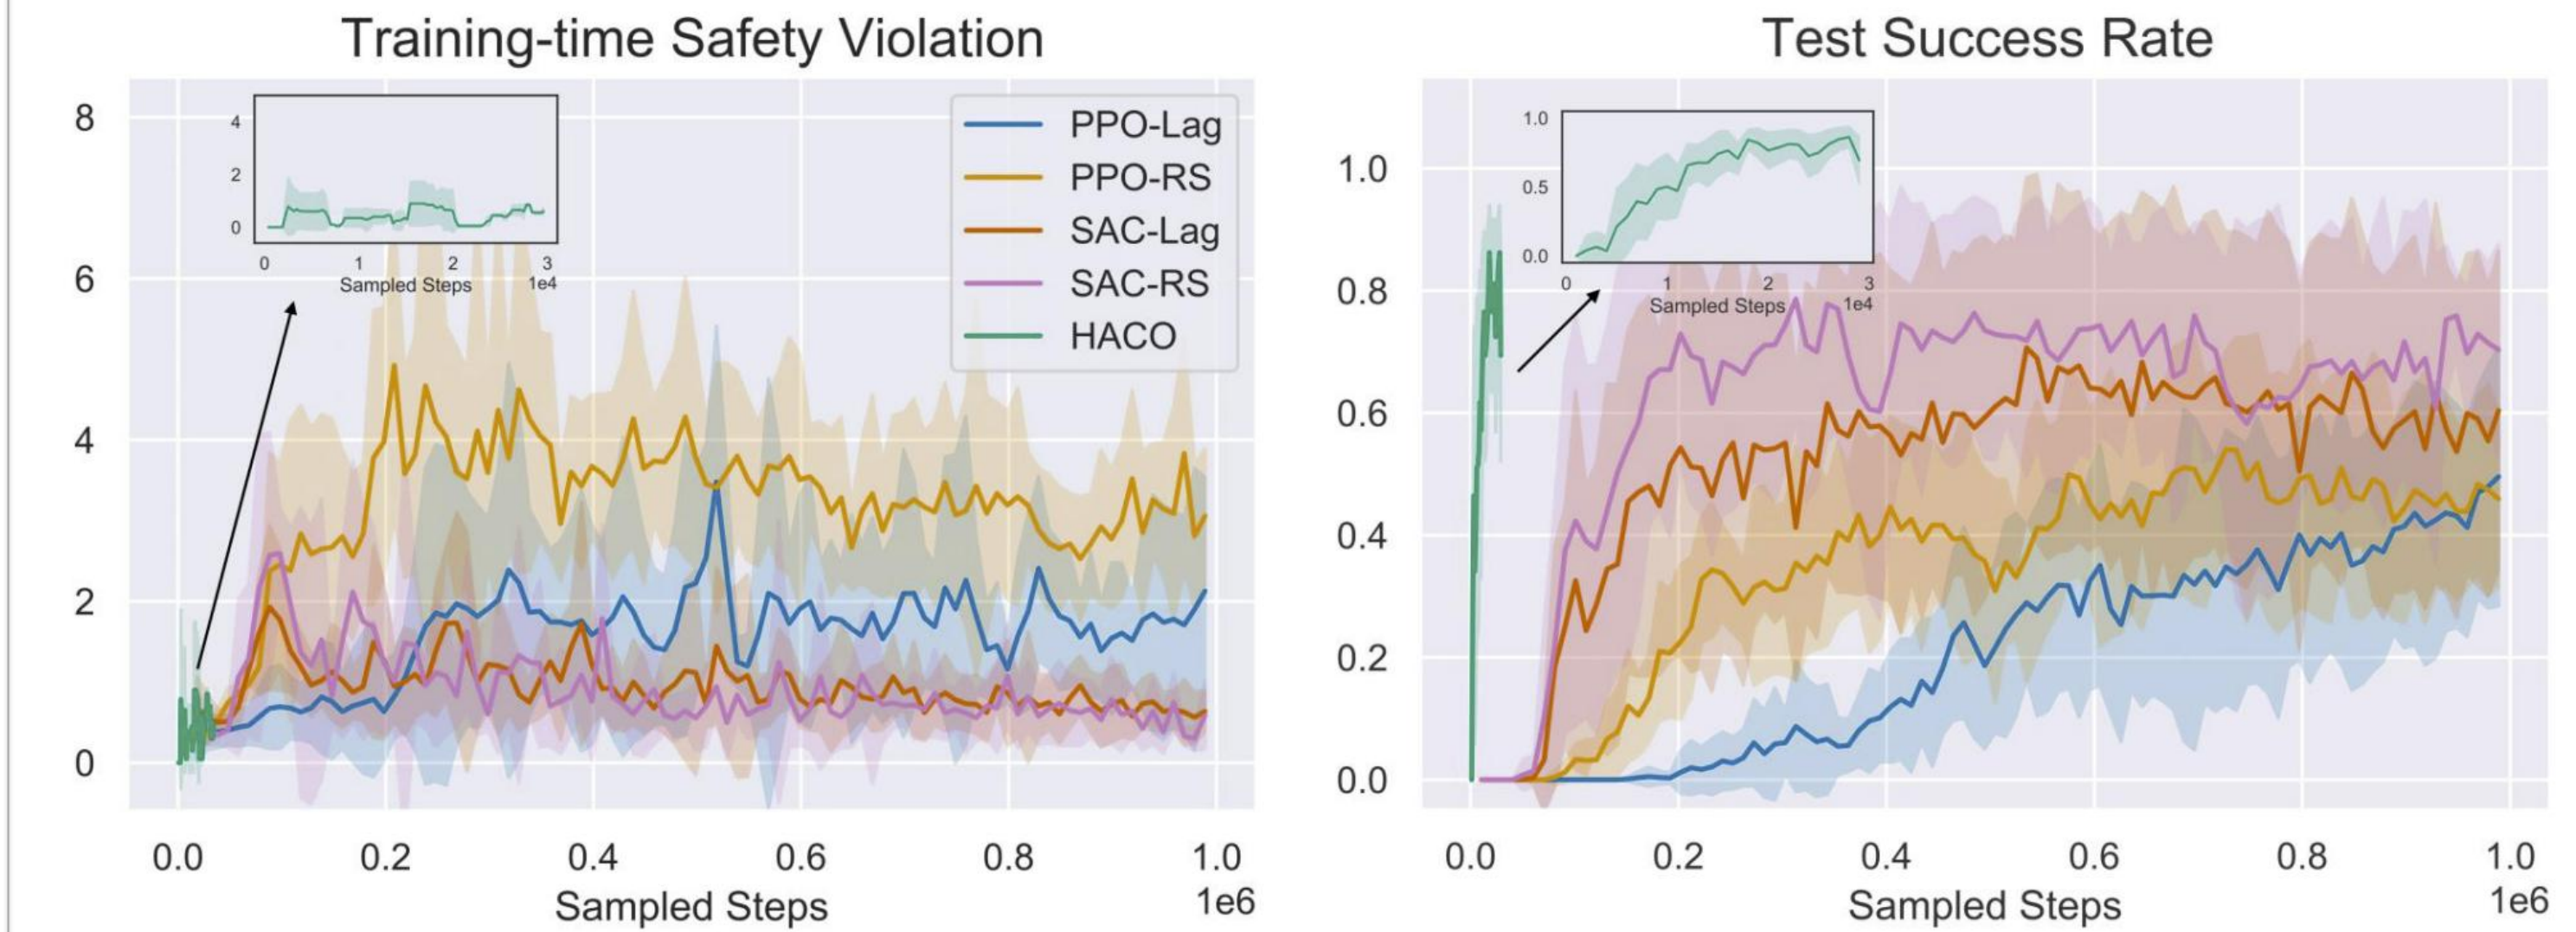 Training-time Safety Violation
8
6
4
2
0
4
2
0
0 1 2 3
Sampled Steps 1e4
PPO-Lag
PPO-RS
SAC-Lag
SAC-RS
HACO
0.0 0.2 0.4 0.6 0.8 1.0
Sampled Steps 1e6
Test Success Rate
1.0
0.8
0.6
0.4
0.2
0.0
1.0
0.5
0.0
0 1 2 3
Sampled Steps 1e4
0.0 0.2 0.4 0.6 0.8 1.0
Sampled Steps 1e6